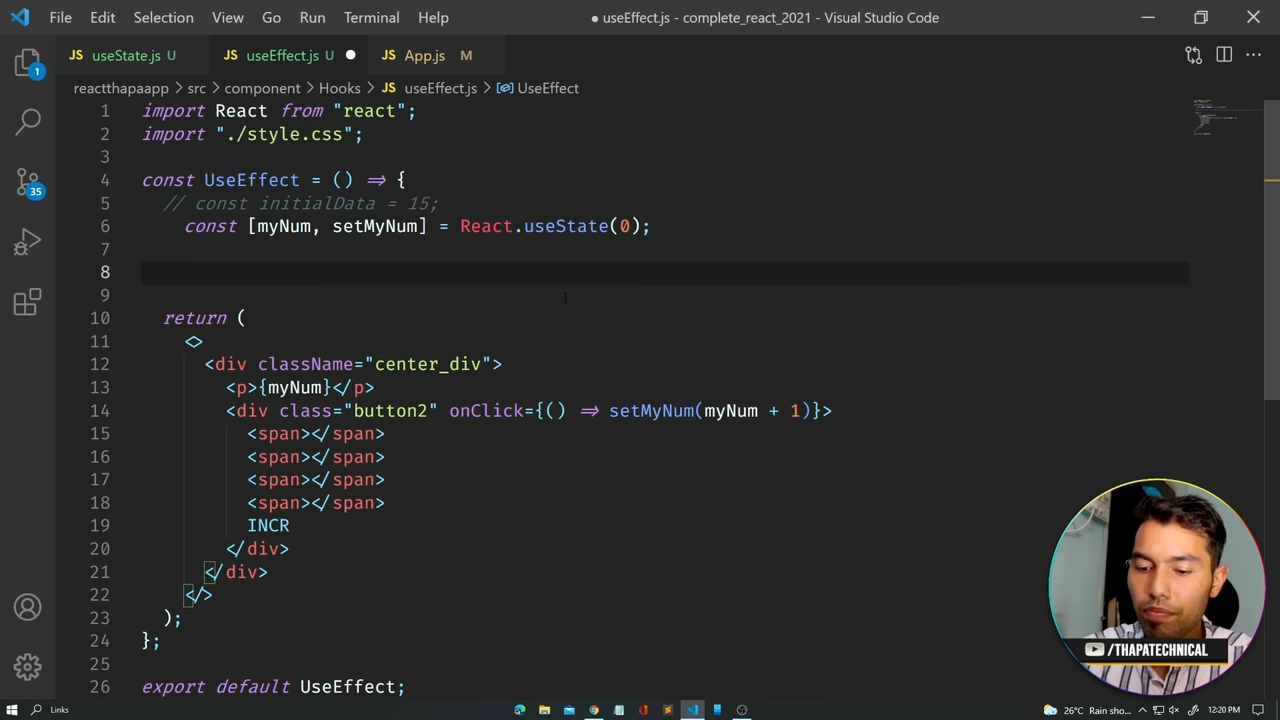 File Edit Selection View Go Run Terminal Help
● useEffect.js - complete_react_2021 - Visual Studio Code
JS useState.js U
JS useEffect.js U ●
JS App.js M
reactthapaapp > src > component > Hooks > JS useEffect.js > UseEffect
1 import React from "react";
2 import "./style.css";
3
4 const UseEffect = () => {
5 // const initialData = 15;
6 const [myNum, setMyNum] = React.useState(0);
7
8
9
10 return (
11 <>
12 <div className="center_div">
13 <p>{myNum}</p>
14 <div class="button2" onClick={() => setMyNum(myNum + 1)}>
15 <span></span>
16 <span></span>
17 <span></span>
18 <span></span>
19 INCR
20 </div>
21 </div>
22 </>
23 );
24 };
25
26 export default UseEffect;
1
35
/THAPATECHNICAL
Links
26°C Rain sho... 12:20 PM